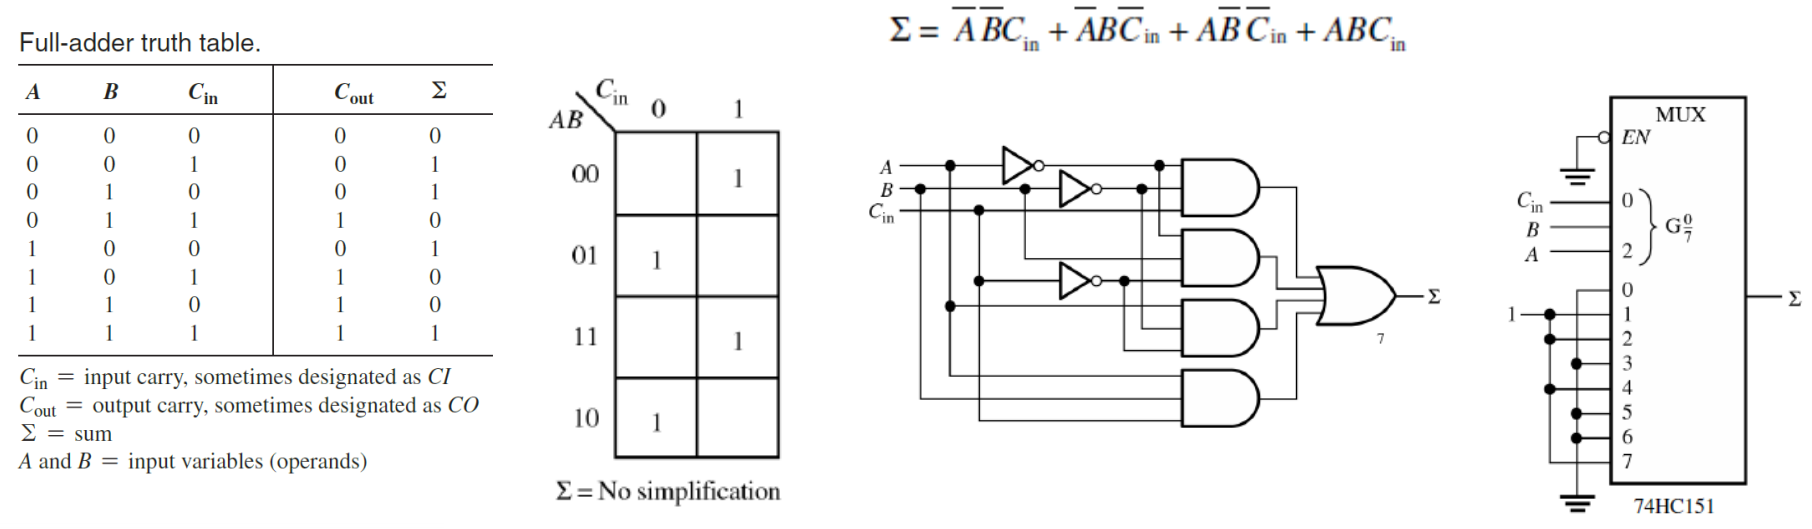 Full-adder truth table.
A B Cin Cout Σ
0 0 0 0 0
0 0 1 0 1
0 1 0 0 1
0 1 1 1 0
1 0 0 0 1
1 0 1 1 0
1 1 0 1 0
1 1 1 1 1
Cin = input carry, sometimes designated as CI
Cout = output carry, sometimes designated as CO
Σ = sum
A and B = input variables (operands)
Cin
AB
0 1
00 1
01 1
11 1
10 1
Σ = No simplification
Σ = A̅ B̅Cin + A̅BC̅in + AB̅ C̅in + ABCin
A
B
Cin
Σ
7
MUX
EN
Cin 0
B G 0/7
A 2
0
1 1
2
3
4
5
6
7
Σ
74HC151